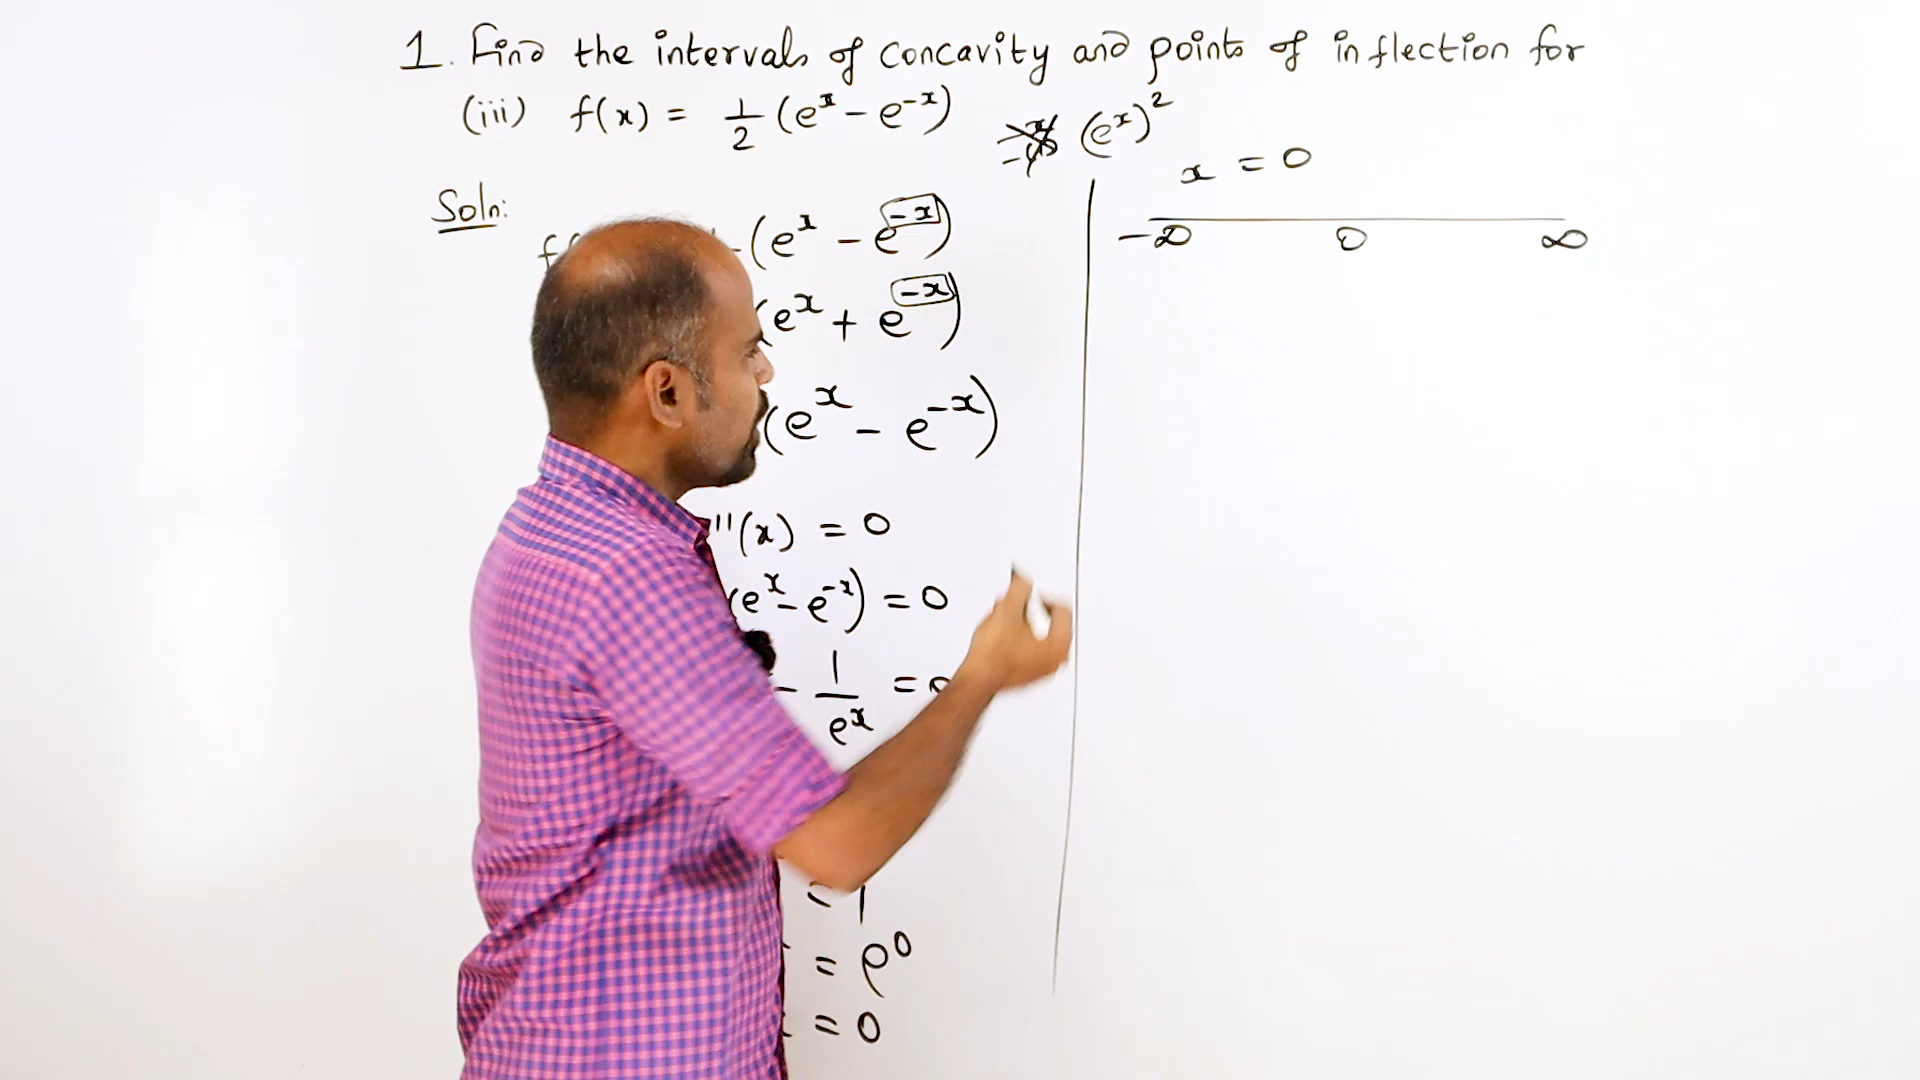 1. Find the intervals of concavity and points of inflection for
(iii) f(x) = 1/2 (e^x - e^-x)
(e^x)^2
Soln:
(e^x - e^-x)
(e^x + e^-x)
(e^x - e^-x)
''(x) = 0
(e^x - e^-x) = 0
- 1/e^x = 0
= 1
= e^0
= 0
x = 0
-∞ 0 ∞